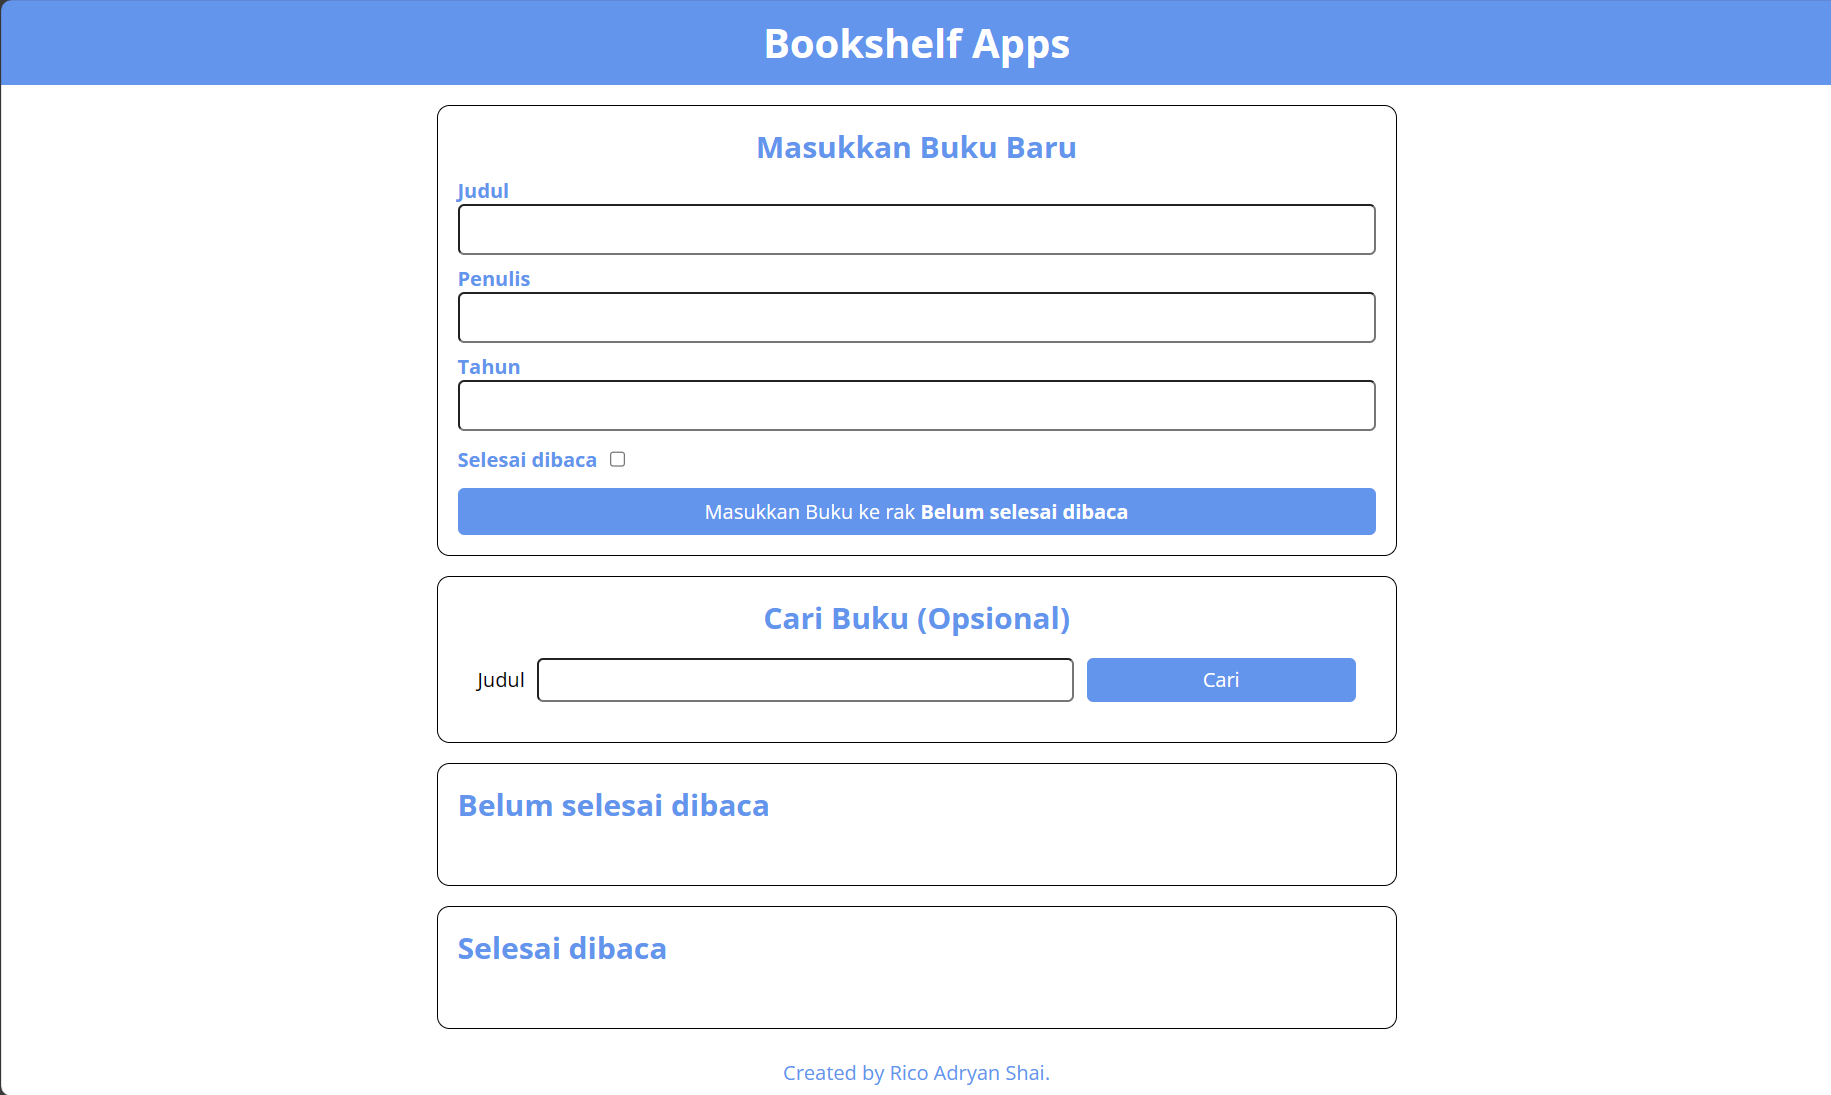 Bookshelf Apps
Masukkan Buku Baru
Judul
Penulis
Tahun
Selesai dibaca
Masukkan Buku ke rak Belum selesai dibaca
Cari Buku (Opsional)
Judul
Cari
Belum selesai dibaca
Selesai dibaca
Created by Rico Adryan Shai.